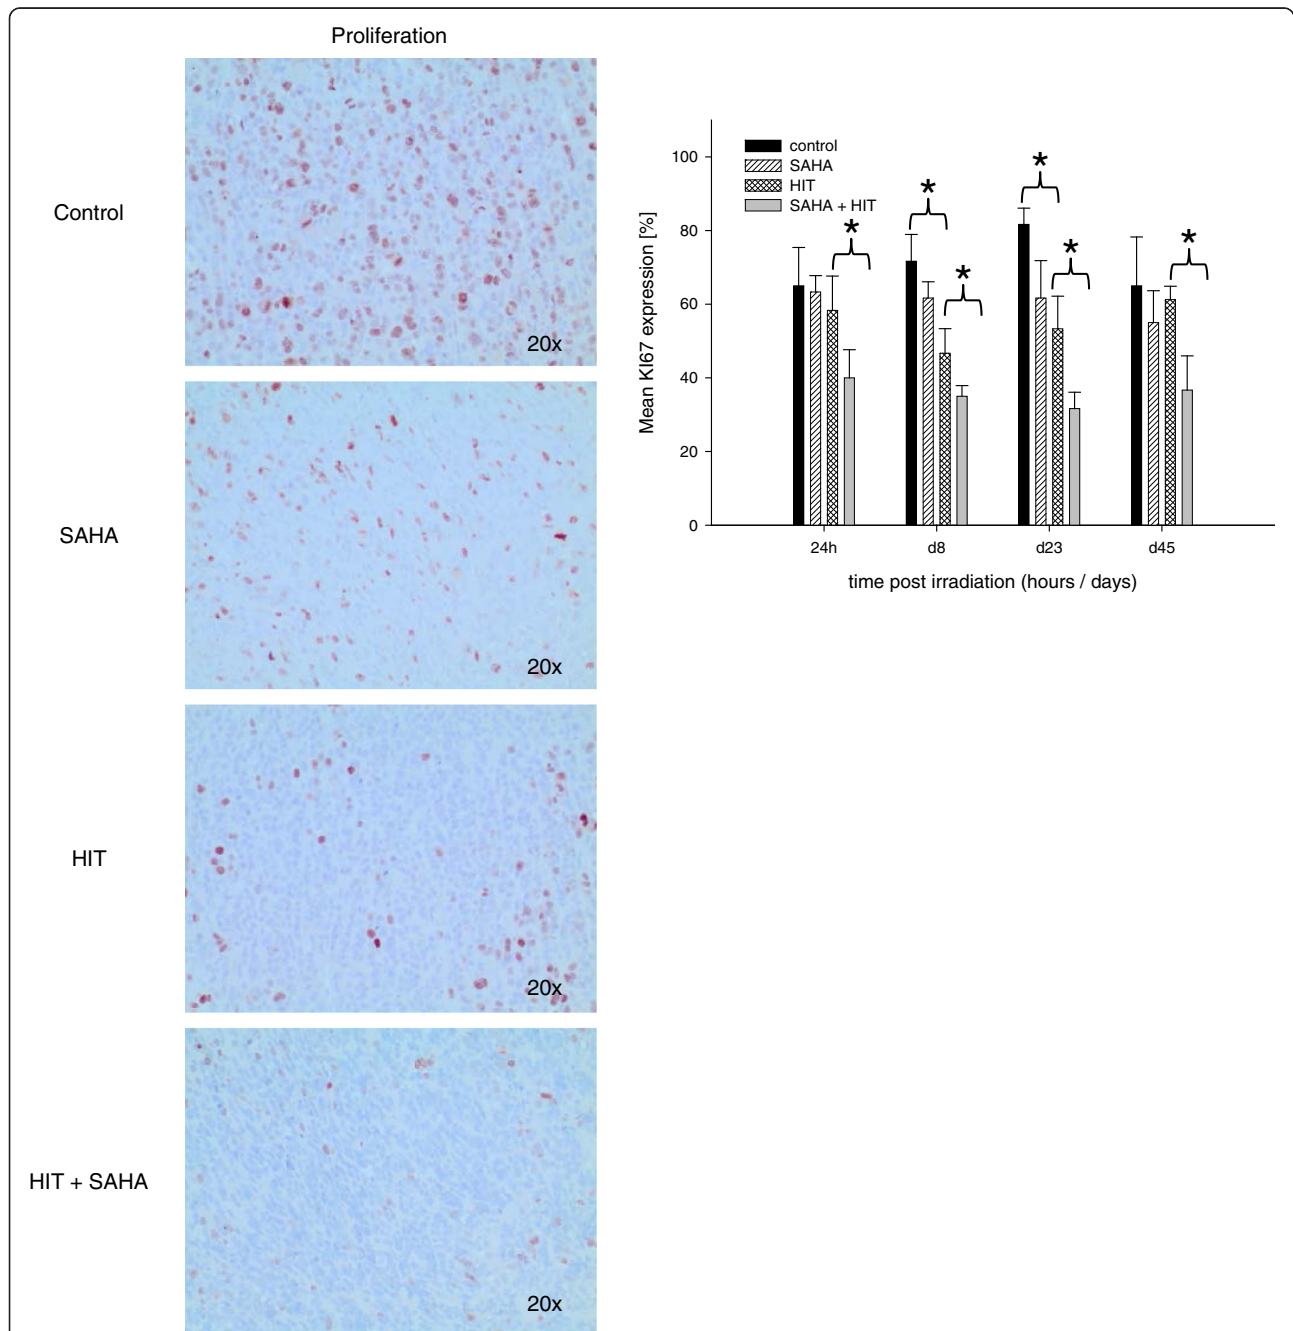 Proliferation
Control
20x
SAHA
20x
HIT
20x
HIT + SAHA
20x
control
SAHA
HIT
SAHA + HIT
* * * * * *
Mean KI67 expression [%]
100
80
60
40
20
0
24h d8 d23 d45
time post irradiation (hours / days)